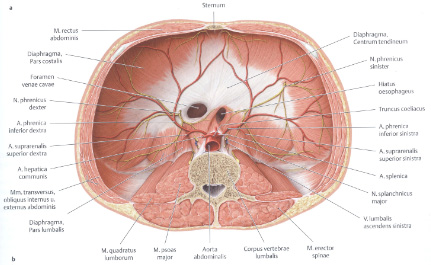 a
Sternum
M. rectus
abdominis
Diaphragma,
Pars costalis
Foramen
venae cavae
N. phrenicus
dexter
A. phrenica
inferior dextra
A. suprarenalis
superior dextra
A. hepatica
communis
Mm. transversus,
obliquus internus u.
externus abdominis
Diaphragma,
Pars lumbalis
Diaphragma,
Centrum tendineum
N. phrenicus
sinister
Hiatus
oesophageus
Truncus coeliacus
A. phrenica
inferior sinistra
A. suprarenalis
superior sinistra
A. splenica
N. splanchnicus
major
V. lumbalis
ascendens sinistra
M. quadratus
lumborum
M. psoas
major
Aorta
abdominalis
Corpus vertebrae
lumbalis
M. erector
spinae
b